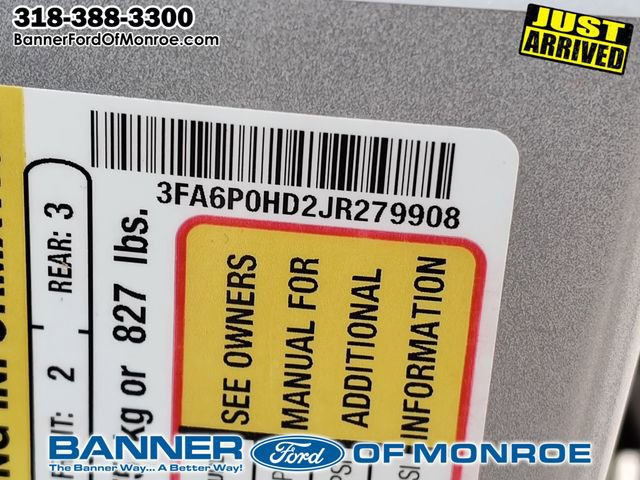 318-388-3300
BannerFordOfMonroe.com
JUST
ARRIVED
3FA6P0HD2JR279908
REAR: 3
2
kg or 827 lbs.
SEE OWNERS
MANUAL FOR
ADDITIONAL
INFORMATION
BANNER Ford OF MONROE
The Banner Way... A Better Way!